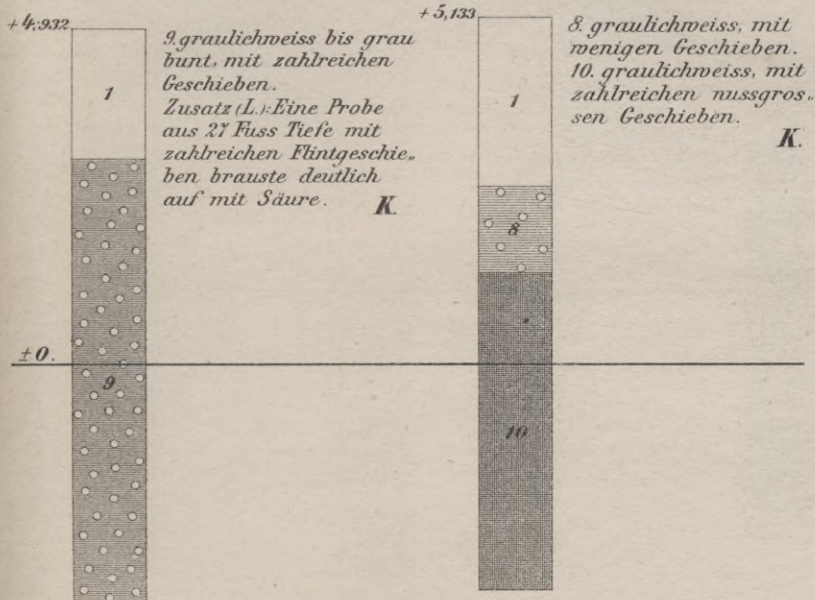 +4,932
1
9. graulichweiss bis grau
bunt, mit zahlreichen
Geschieben.
Zusatz (L.): Eine Probe
aus 27 Fuss Tiefe mit
zahlreichen Flintgeschie„
ben brauste deutlich
auf mit Säure. K.
±0.
9
+5,133
1
8
10
8. graulichweiss, mit
wenigen Geschieben.
10. graulichweiss, mit
zahlreichen nussgros„
sen Geschieben.
K.